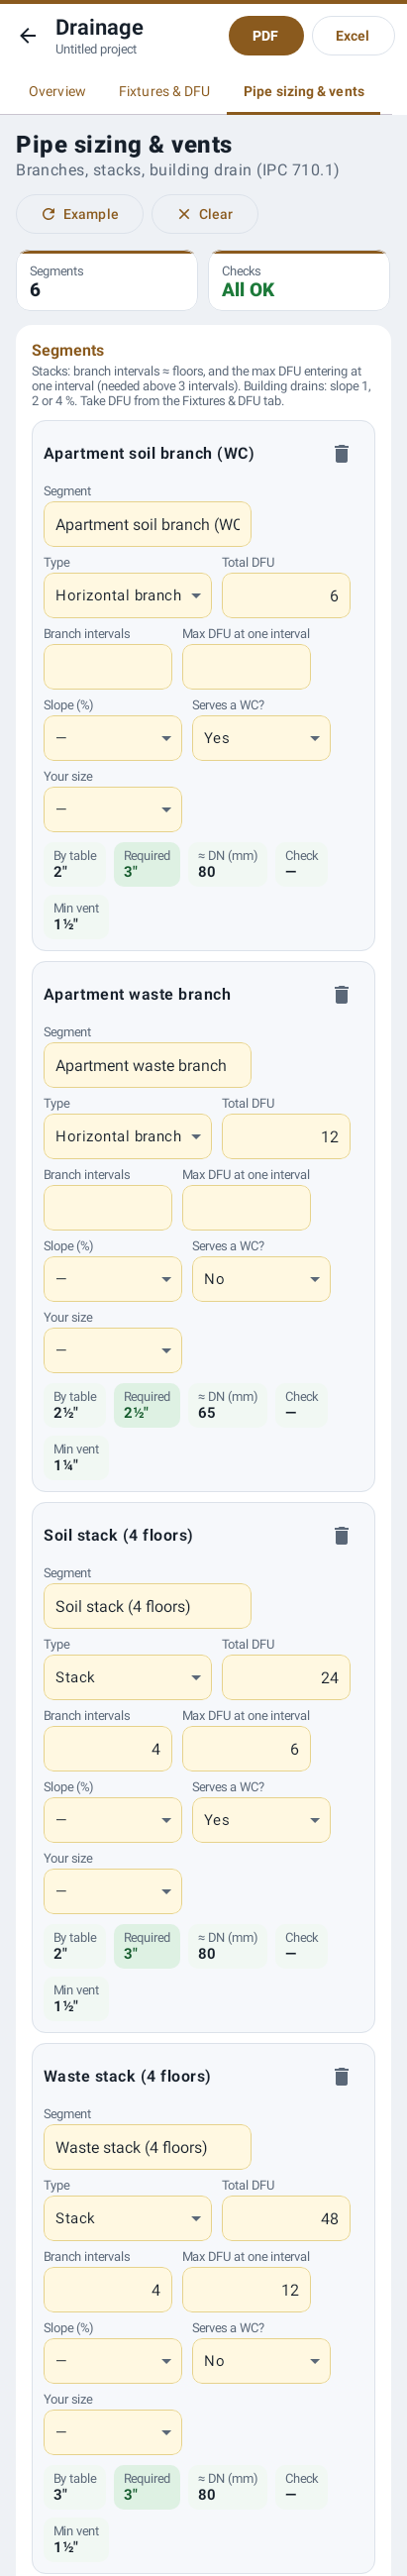 Drainage
Untitled project
PDF
Excel
Overview
Fixtures & DFU
Pipe sizing & vents
Pipe sizing & vents
Branches, stacks, building drain (IPC 710.1)
Example
Clear
Segments
6
Checks
All OK
Segments
Stacks: branch intervals ≈ floors, and the max DFU entering at
one interval (needed above 3 intervals). Building drains: slope 1,
2 or 4 %. Take DFU from the Fixtures & DFU tab.
Apartment soil branch (WC)
Segment
Apartment soil branch (WC
Type
Total DFU
Horizontal branch
6
Branch intervals
Max DFU at one interval
Slope (%)
Serves a WC?
—
Yes
Your size
—
By table
Required
≈ DN (mm)
Check
2"
3"
80
—
Min vent
1½"
Apartment waste branch
Segment
Apartment waste branch
Type
Total DFU
Horizontal branch
12
Branch intervals
Max DFU at one interval
Slope (%)
Serves a WC?
—
No
Your size
—
By table
Required
≈ DN (mm)
Check
2½"
2½"
65
—
Min vent
1¼"
Soil stack (4 floors)
Segment
Soil stack (4 floors)
Type
Total DFU
Stack
24
Branch intervals
Max DFU at one interval
4
6
Slope (%)
Serves a WC?
—
Yes
Your size
—
By table
Required
≈ DN (mm)
Check
2"
3"
80
—
Min vent
1½"
Waste stack (4 floors)
Segment
Waste stack (4 floors)
Type
Total DFU
Stack
48
Branch intervals
Max DFU at one interval
4
12
Slope (%)
Serves a WC?
—
No
Your size
—
By table
Required
≈ DN (mm)
Check
3"
3"
80
—
Min vent
1½"